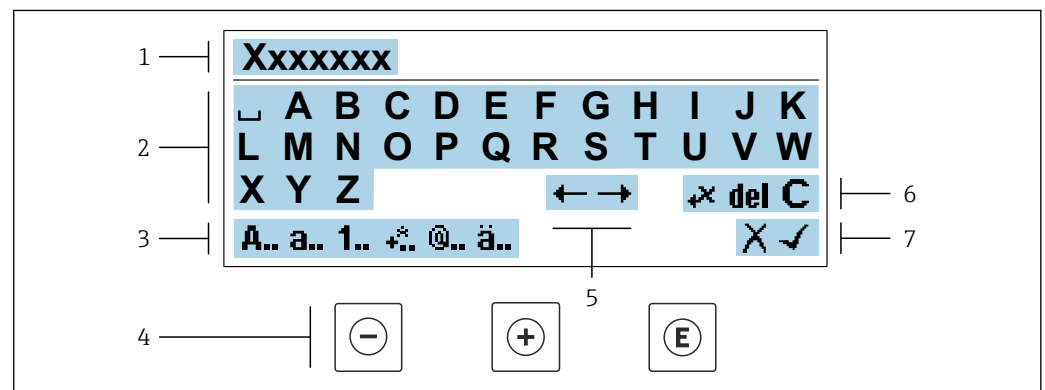 1 Xxxxxxx
2 ␣ A B C D E F G H I J K
L M N O P Q R S T U V W
X Y Z ← → +× del C 6
3 A.. a.. 1.. +*.. @.. ä.. X ✓ 7
5
4 − + E